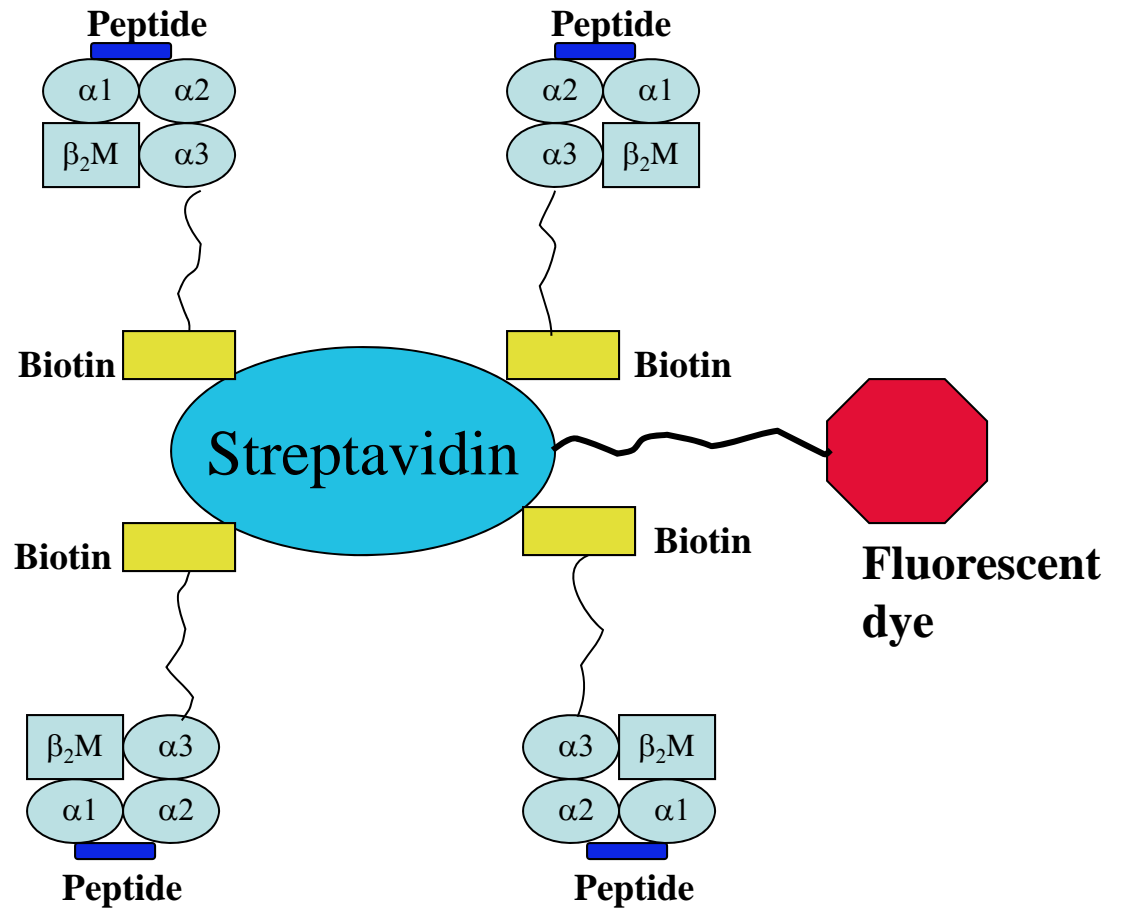 Peptide
Peptide
α1 α2
α2 α1
β₂M α3
α3 β₂M
Biotin
Biotin
Streptavidin
Biotin
Biotin
Fluorescent
dye
β₂M α3
α3 β₂M
α1 α2
α2 α1
Peptide
Peptide